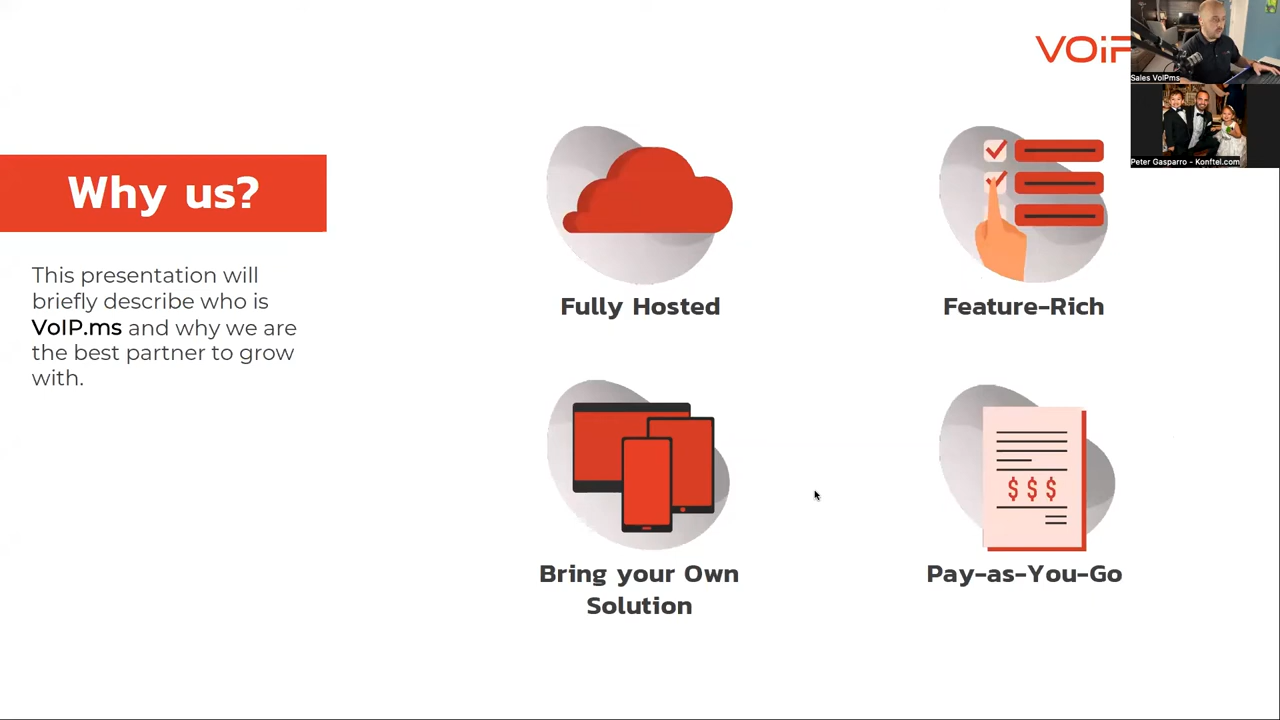 VOiP
Sales VoIPms
Peter Gasparro - Konftel.com
Why us?
This presentation will
briefly describe who is
VoIP.ms and why we are
the best partner to grow
with.
Fully Hosted
Feature-Rich
$ $ $
Bring your Own
Solution
Pay-as-You-Go